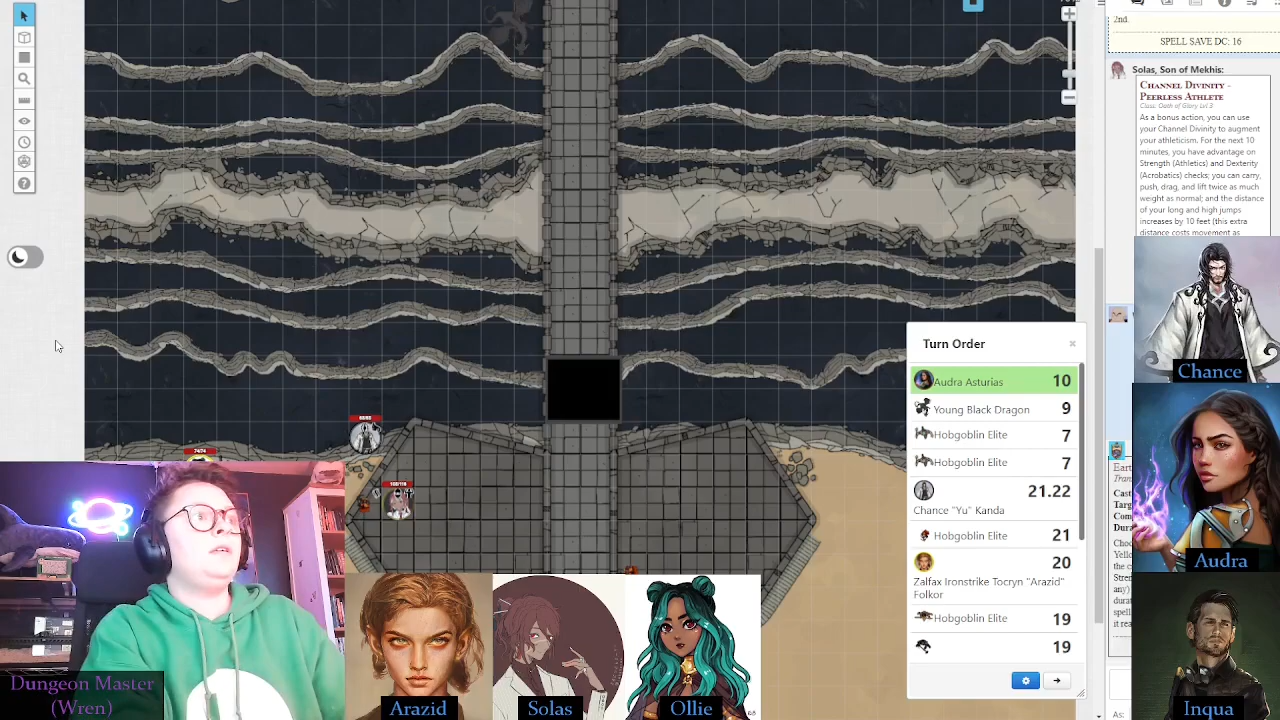 2nd.
SPELL SAVE DC: 16
Solas, Son of Mekhis:
CHANNEL DIVINITY -
PEERLESS ATHLETE
Class: Oath of Glory Lvl 3
As a bonus action, you can use
your Channel Divinity to augment
your athleticism. For the next 10
minutes, you have advantage on
Strength (Athletics) and Dexterity
(Acrobatics) checks; you can carry,
push, drag, and lift twice as much
weight as normal; and the distance
of your long and high jumps
increases by 10 feet (this extra
distance costs movement as
Chance
Turn Order
Audra Asturias 10
Young Black Dragon 9
Hobgoblin Elite 7
Hobgoblin Elite 7
21.22
Chance "Yu" Kanda
Hobgoblin Elite 21
20
Zalfax Ironstrike Tocryn "Arazid"
Folkor
Hobgoblin Elite 19
19
Audra
Dungeon Master
(Wren)
Arazid
Solas
Ollie
Inqua
As: